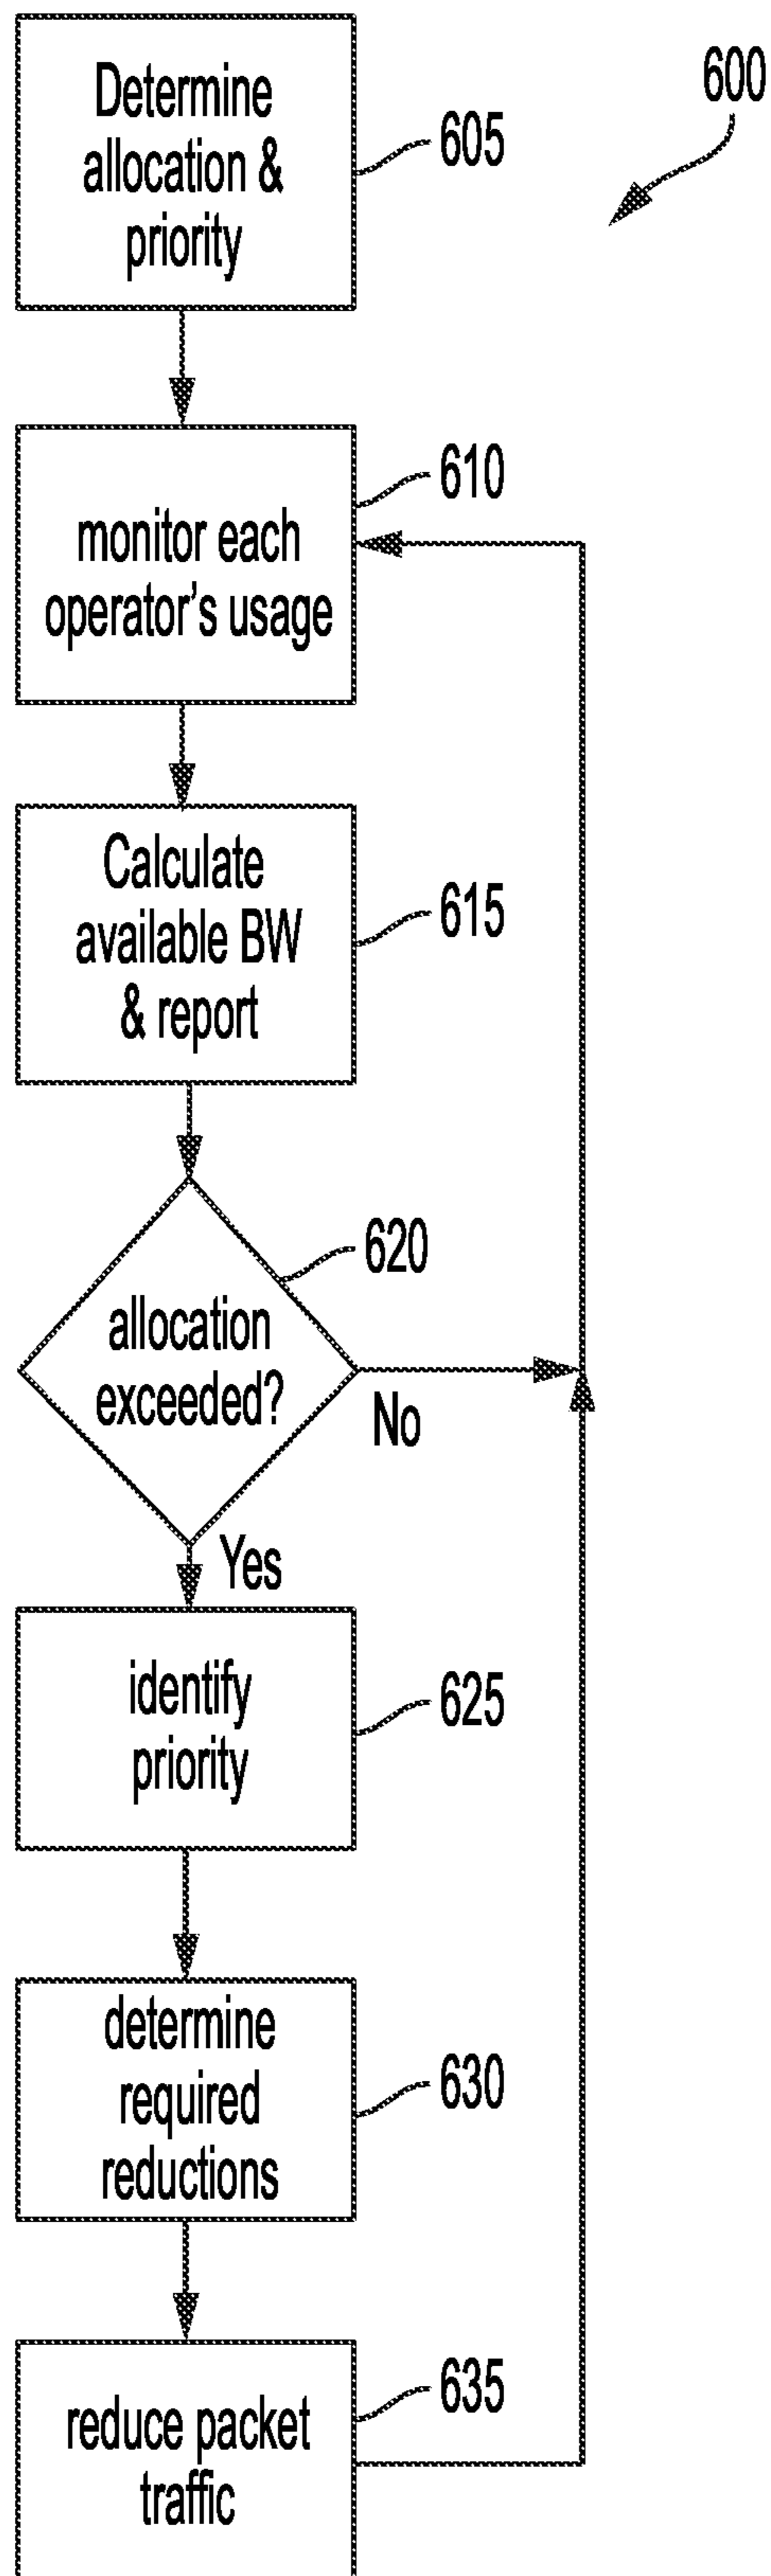 Determine
allocation &
priority
605
600
monitor each
operator's usage
610
Calculate
available BW
& report
615
allocation
exceeded?
620
No
Yes
identify
priority
625
determine
required
reductions
630
reduce packet
traffic
635